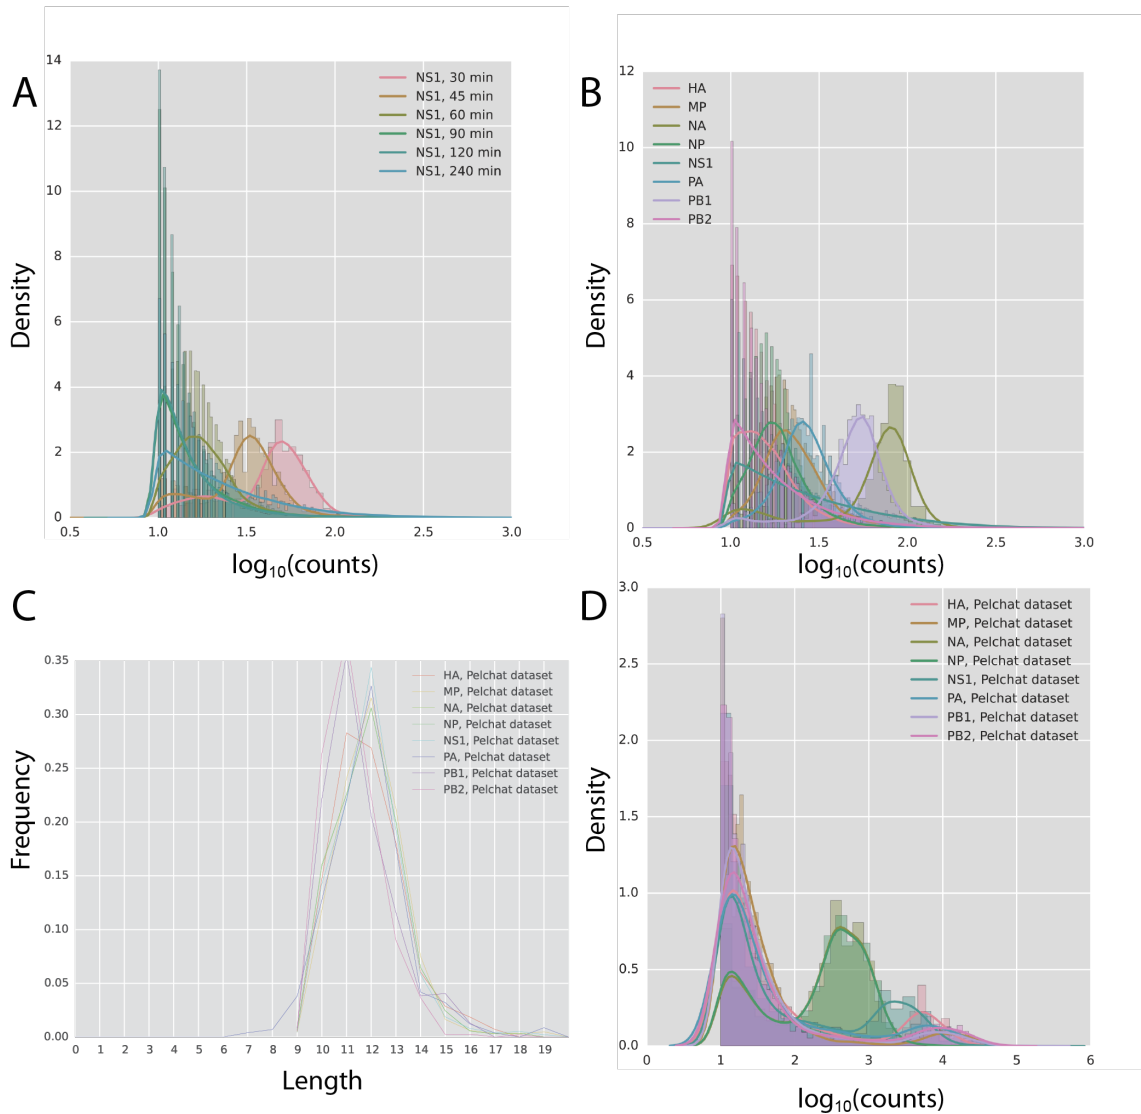 A
14
12
10
8
6
4
2
0
0.5 1.0 1.5 2.0 2.5 3.0
Density
log10(counts)
NS1, 30 min
NS1, 45 min
NS1, 60 min
NS1, 90 min
NS1, 120 min
NS1, 240 min
B
12
10
8
6
4
2
0
0.5 1.0 1.5 2.0 2.5 3.0
Density
log10(counts)
HA
MP
NA
NP
NS1
PA
PB1
PB2
C
0.35
0.30
0.25
0.20
0.15
0.10
0.05
0.00
0 1 2 3 4 5 6 7 8 9 10 11 12 13 14 15 16 17 18 19
Frequency
Length
HA, Pelchat dataset
MP, Pelchat dataset
NA, Pelchat dataset
NP, Pelchat dataset
NS1, Pelchat dataset
PA, Pelchat dataset
PB1, Pelchat dataset
PB2, Pelchat dataset
D
3.0
2.5
2.0
1.5
1.0
0.5
0.0
0 1 2 3 4 5 6
Density
log10(counts)
HA, Pelchat dataset
MP, Pelchat dataset
NA, Pelchat dataset
NP, Pelchat dataset
NS1, Pelchat dataset
PA, Pelchat dataset
PB1, Pelchat dataset
PB2, Pelchat dataset